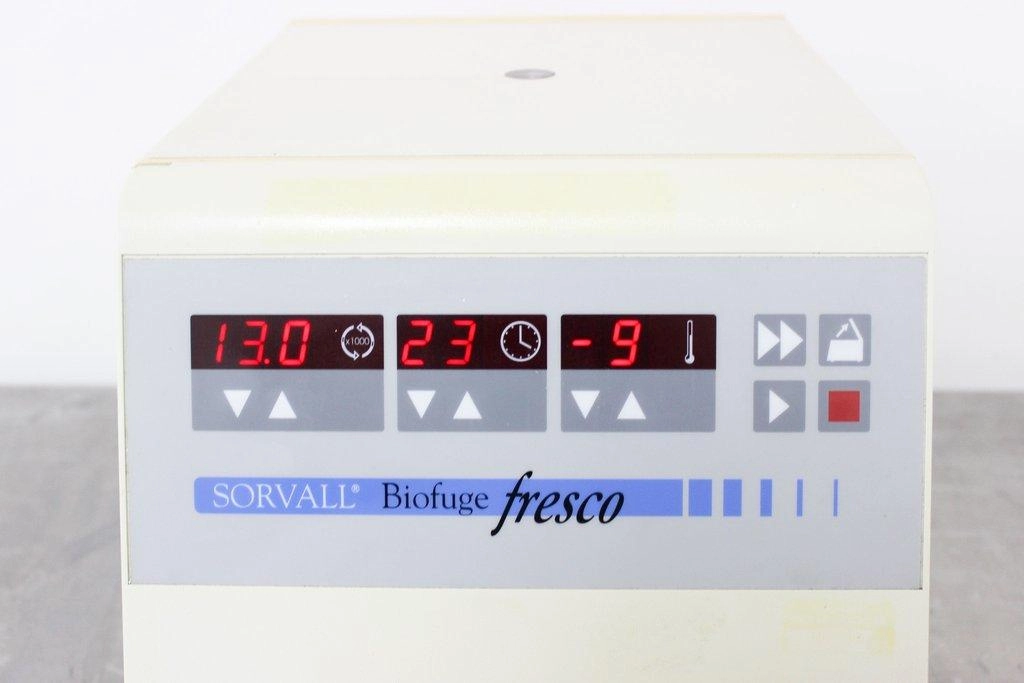 13.0 x1000 23 -9
SORVALL® Biofuge fresco